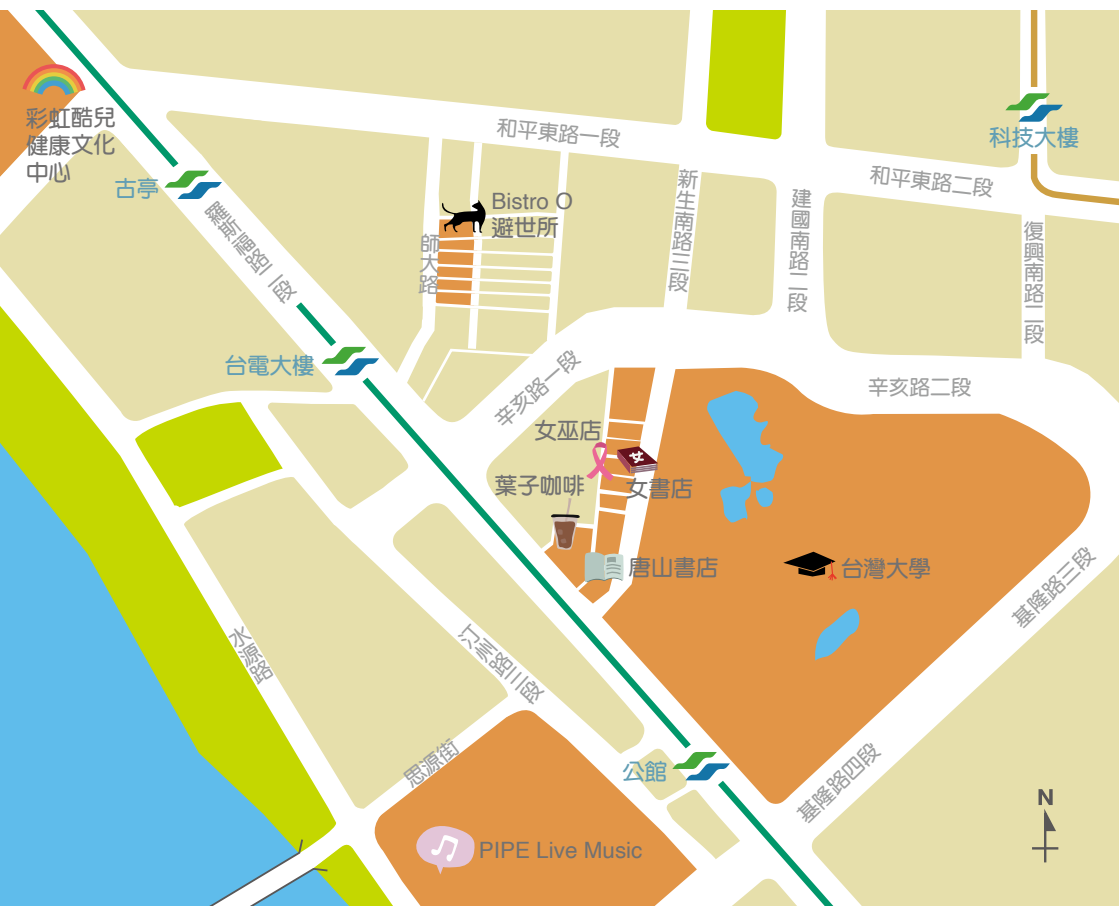 彩虹酷兒
健康文化
中心
古亭
羅斯福路二段
和平東路一段
Bistro O
避世所
師大路
新生南路三段
建國南路二段
和平東路二段
科技大樓
復興南路二段
台電大樓
辛亥路一段
辛亥路二段
女巫店
葉子咖啡
女書店
唐山書店
台灣大學
基隆路三段
水源路
汀州路三段
思源街
公館
基隆路四段
PIPE Live Music
N